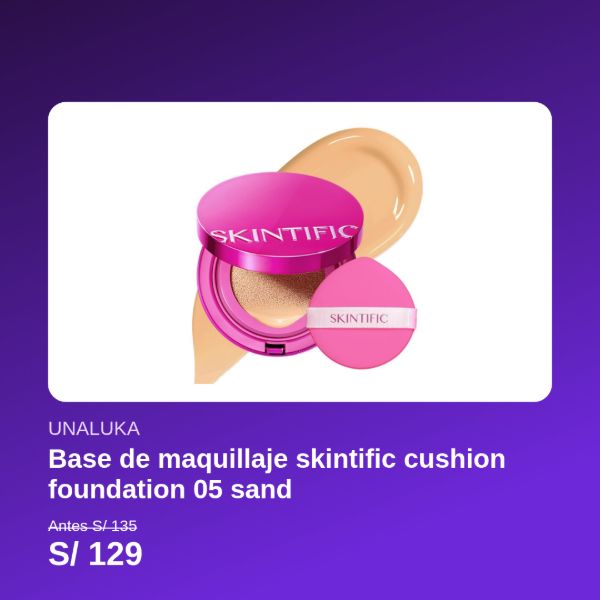 SKINTIFIC
SKINTIFIC
UNALUKA
Base de maquillaje skintific cushion
foundation 05 sand
Antes S/ 135
S/ 129